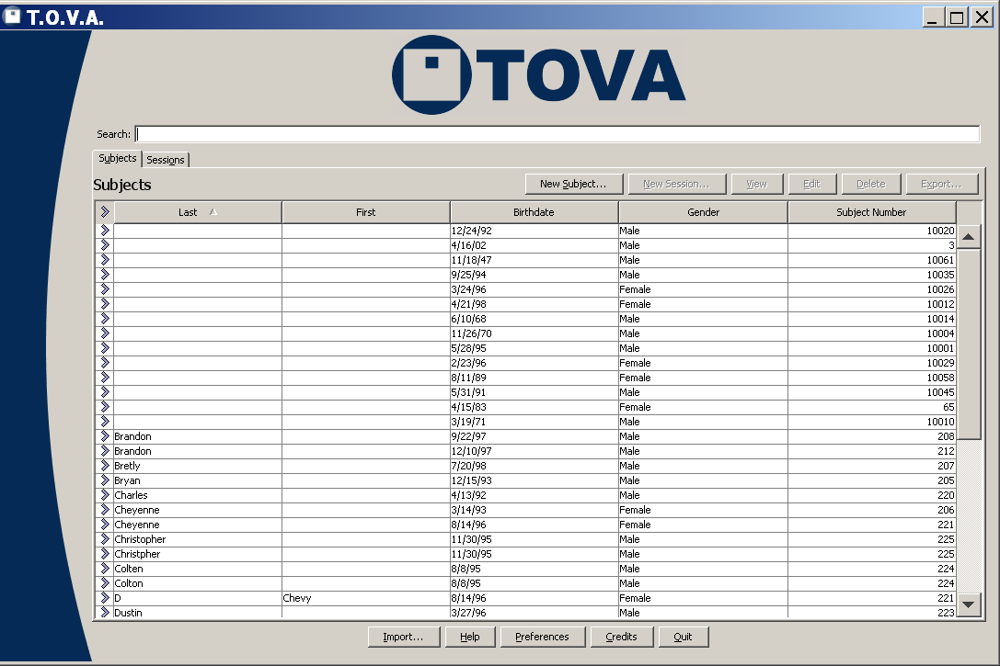 T.O.V.A.
TOVA
Search:
Subjects Sessions
Subjects New Subject... New Session... View Edit Delete Export...
Last First Birthdate Gender Subject Number
12/24/92 Male 10020
4/16/02 Male 3
11/18/47 Male 10061
9/25/94 Male 10035
3/24/96 Female 10026
4/21/98 Female 10012
6/10/68 Male 10014
11/26/70 Male 10004
5/28/95 Male 10001
2/23/96 Female 10029
8/11/89 Female 10058
5/31/91 Male 10045
4/15/83 Female 65
3/19/71 Male 10010
Brandon 9/22/97 Male 208
Brandon 12/10/97 Male 212
Bretly 7/20/98 Male 207
Bryan 12/15/93 Male 205
Charles 4/13/92 Male 220
Cheyenne 3/14/93 Female 206
Cheyenne 8/14/96 Female 221
Christopher 11/30/95 Male 225
Christpher 11/30/95 Male 225
Colten 8/8/95 Male 224
Colton 8/8/95 Male 224
D Chevy 8/14/96 Female 221
Dustin 3/27/96 Male 223
Import... Help Preferences Credits Quit